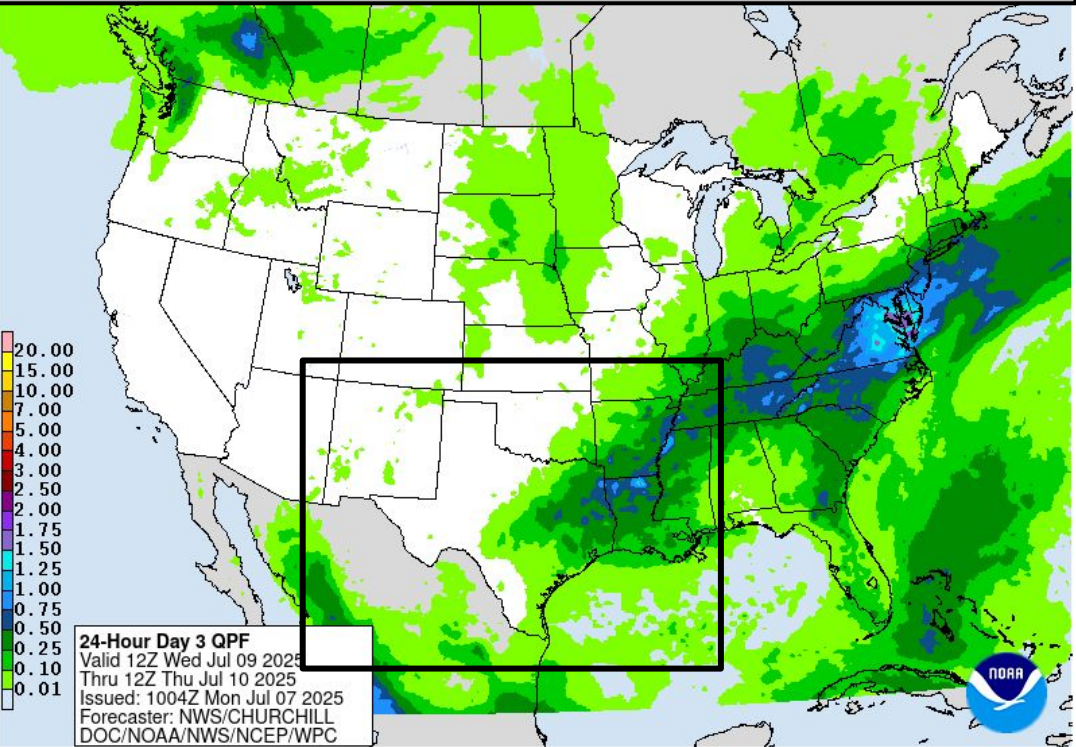 20.00
15.00
10.00
7.00
5.00
4.00
3.00
2.50
2.00
1.75
1.50
1.25
1.00
0.75
0.50
0.25
0.10
0.01
24-Hour Day 3 QPF
Valid 12Z Wed Jul 09 2025
Thru 12Z Thu Jul 10 2025
Issued: 1004Z Mon Jul 07 2025
Forecaster: NWS/CHURCHILL
DOC/NOAA/NWS/NCEP/WPC
NOAA